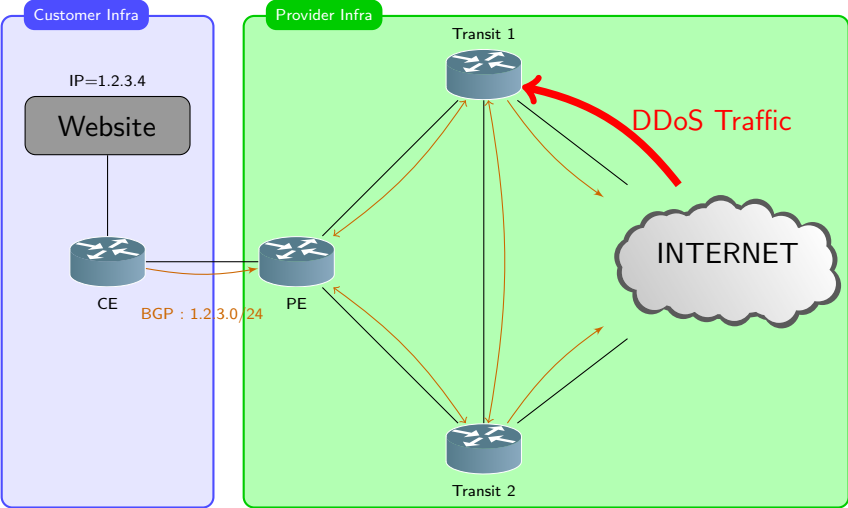 Customer Infra
Provider Infra
Transit 1
IP=1.2.3.4
Website
DDoS Traffic
INTERNET
CE
PE
BGP : 1.2.3.0/24
Transit 2